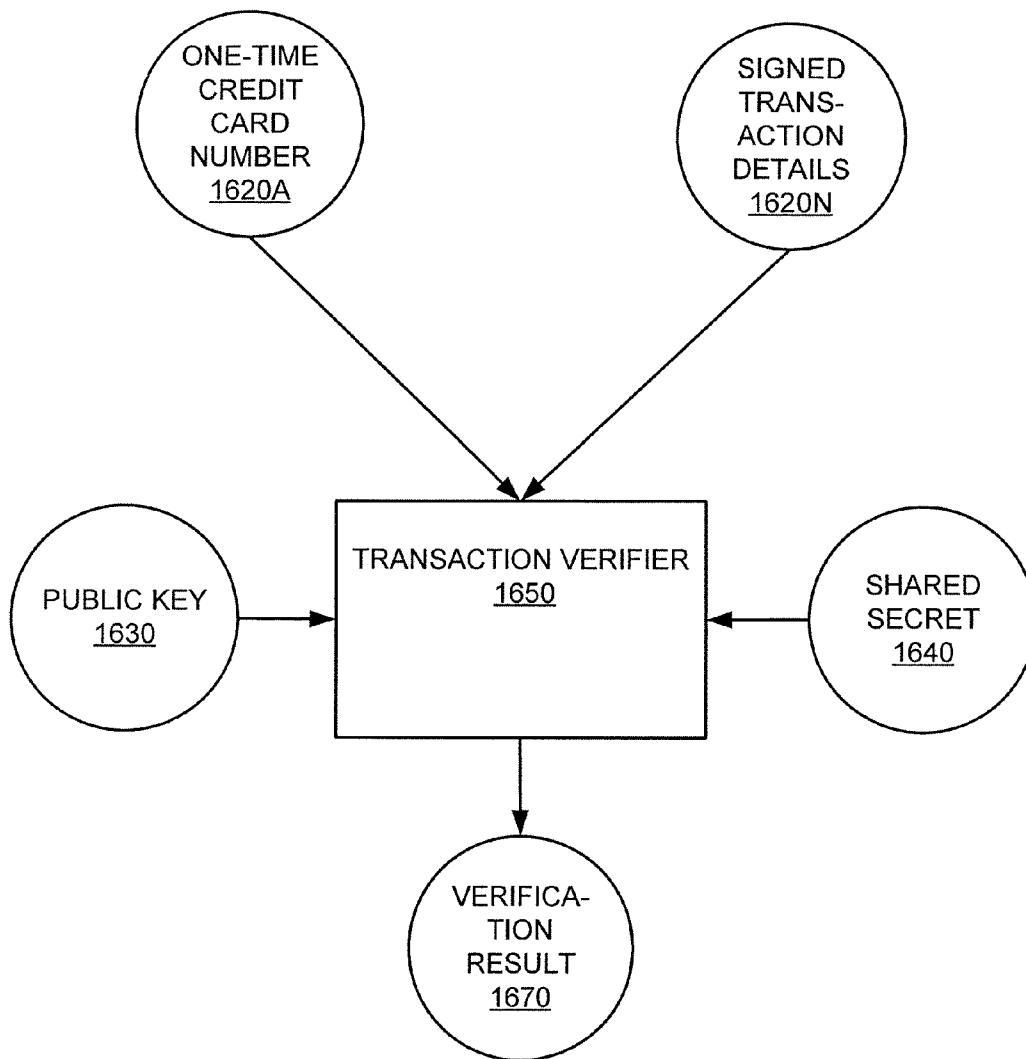 ONE-TIME
CREDIT
CARD
NUMBER
1620A
SIGNED
TRANS-
ACTION
DETAILS
1620N
TRANSACTION VERIFIER
1650
PUBLIC KEY
1630
SHARED
SECRET
1640
VERIFICA-
TION
RESULT
1670